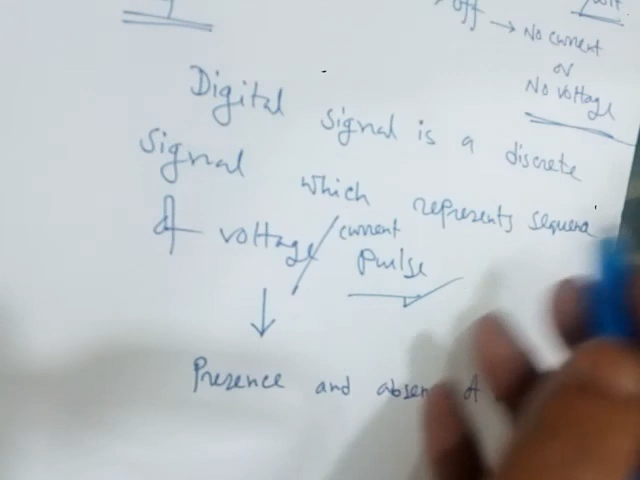 off → No current
or
No voltage
Digital signal is a discrete
signal which represents sequence
of voltage/current
pulse
↓
Presence and absence of